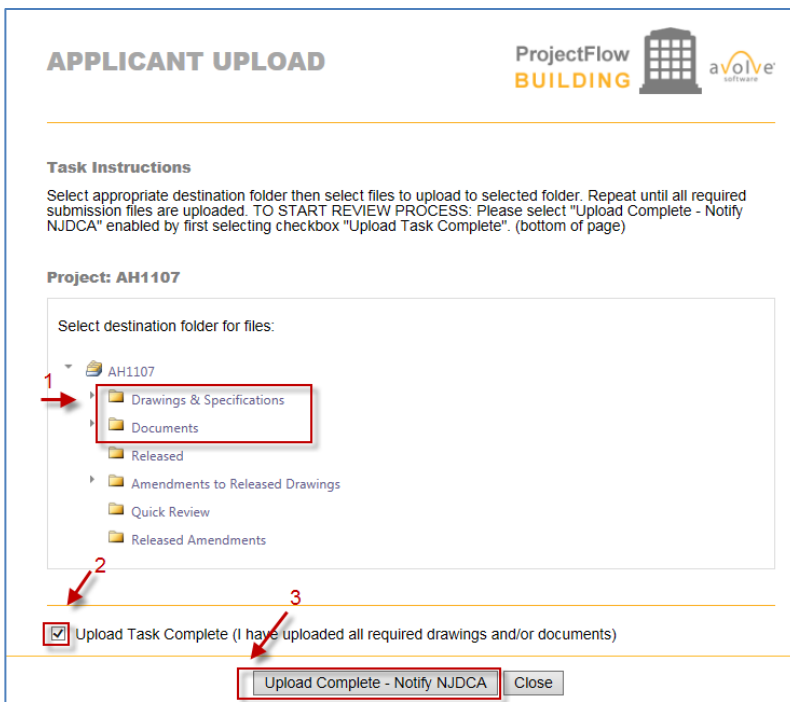 APPLICANT UPLOAD
ProjectFlow
BUILDING
avolve
software
Task Instructions
Select appropriate destination folder then select files to upload to selected folder. Repeat until all required
submission files are uploaded. TO START REVIEW PROCESS: Please select "Upload Complete - Notify
NJDCA" enabled by first selecting checkbox "Upload Task Complete". (bottom of page)
Project: AH1107
Select destination folder for files:
AH1107
1
Drawings & Specifications
Documents
Released
Amendments to Released Drawings
Quick Review
Released Amendments
2
3
Upload Task Complete (I have uploaded all required drawings and/or documents)
Upload Complete - Notify NJDCA Close